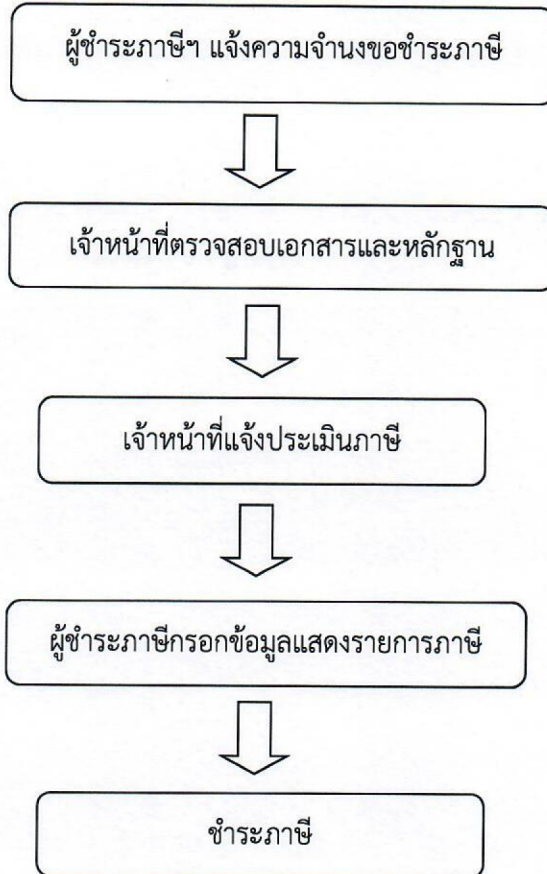 ผู้ชำระภาษีฯ แจ้งความจำนงขอชำระภาษี
เจ้าหน้าที่ตรวจสอบเอกสารและหลักฐาน
เจ้าหน้าที่แจ้งประเมินภาษี
ผู้ชำระภาษีกรอกข้อมูลแสดงรายการภาษี
ชำระภาษี